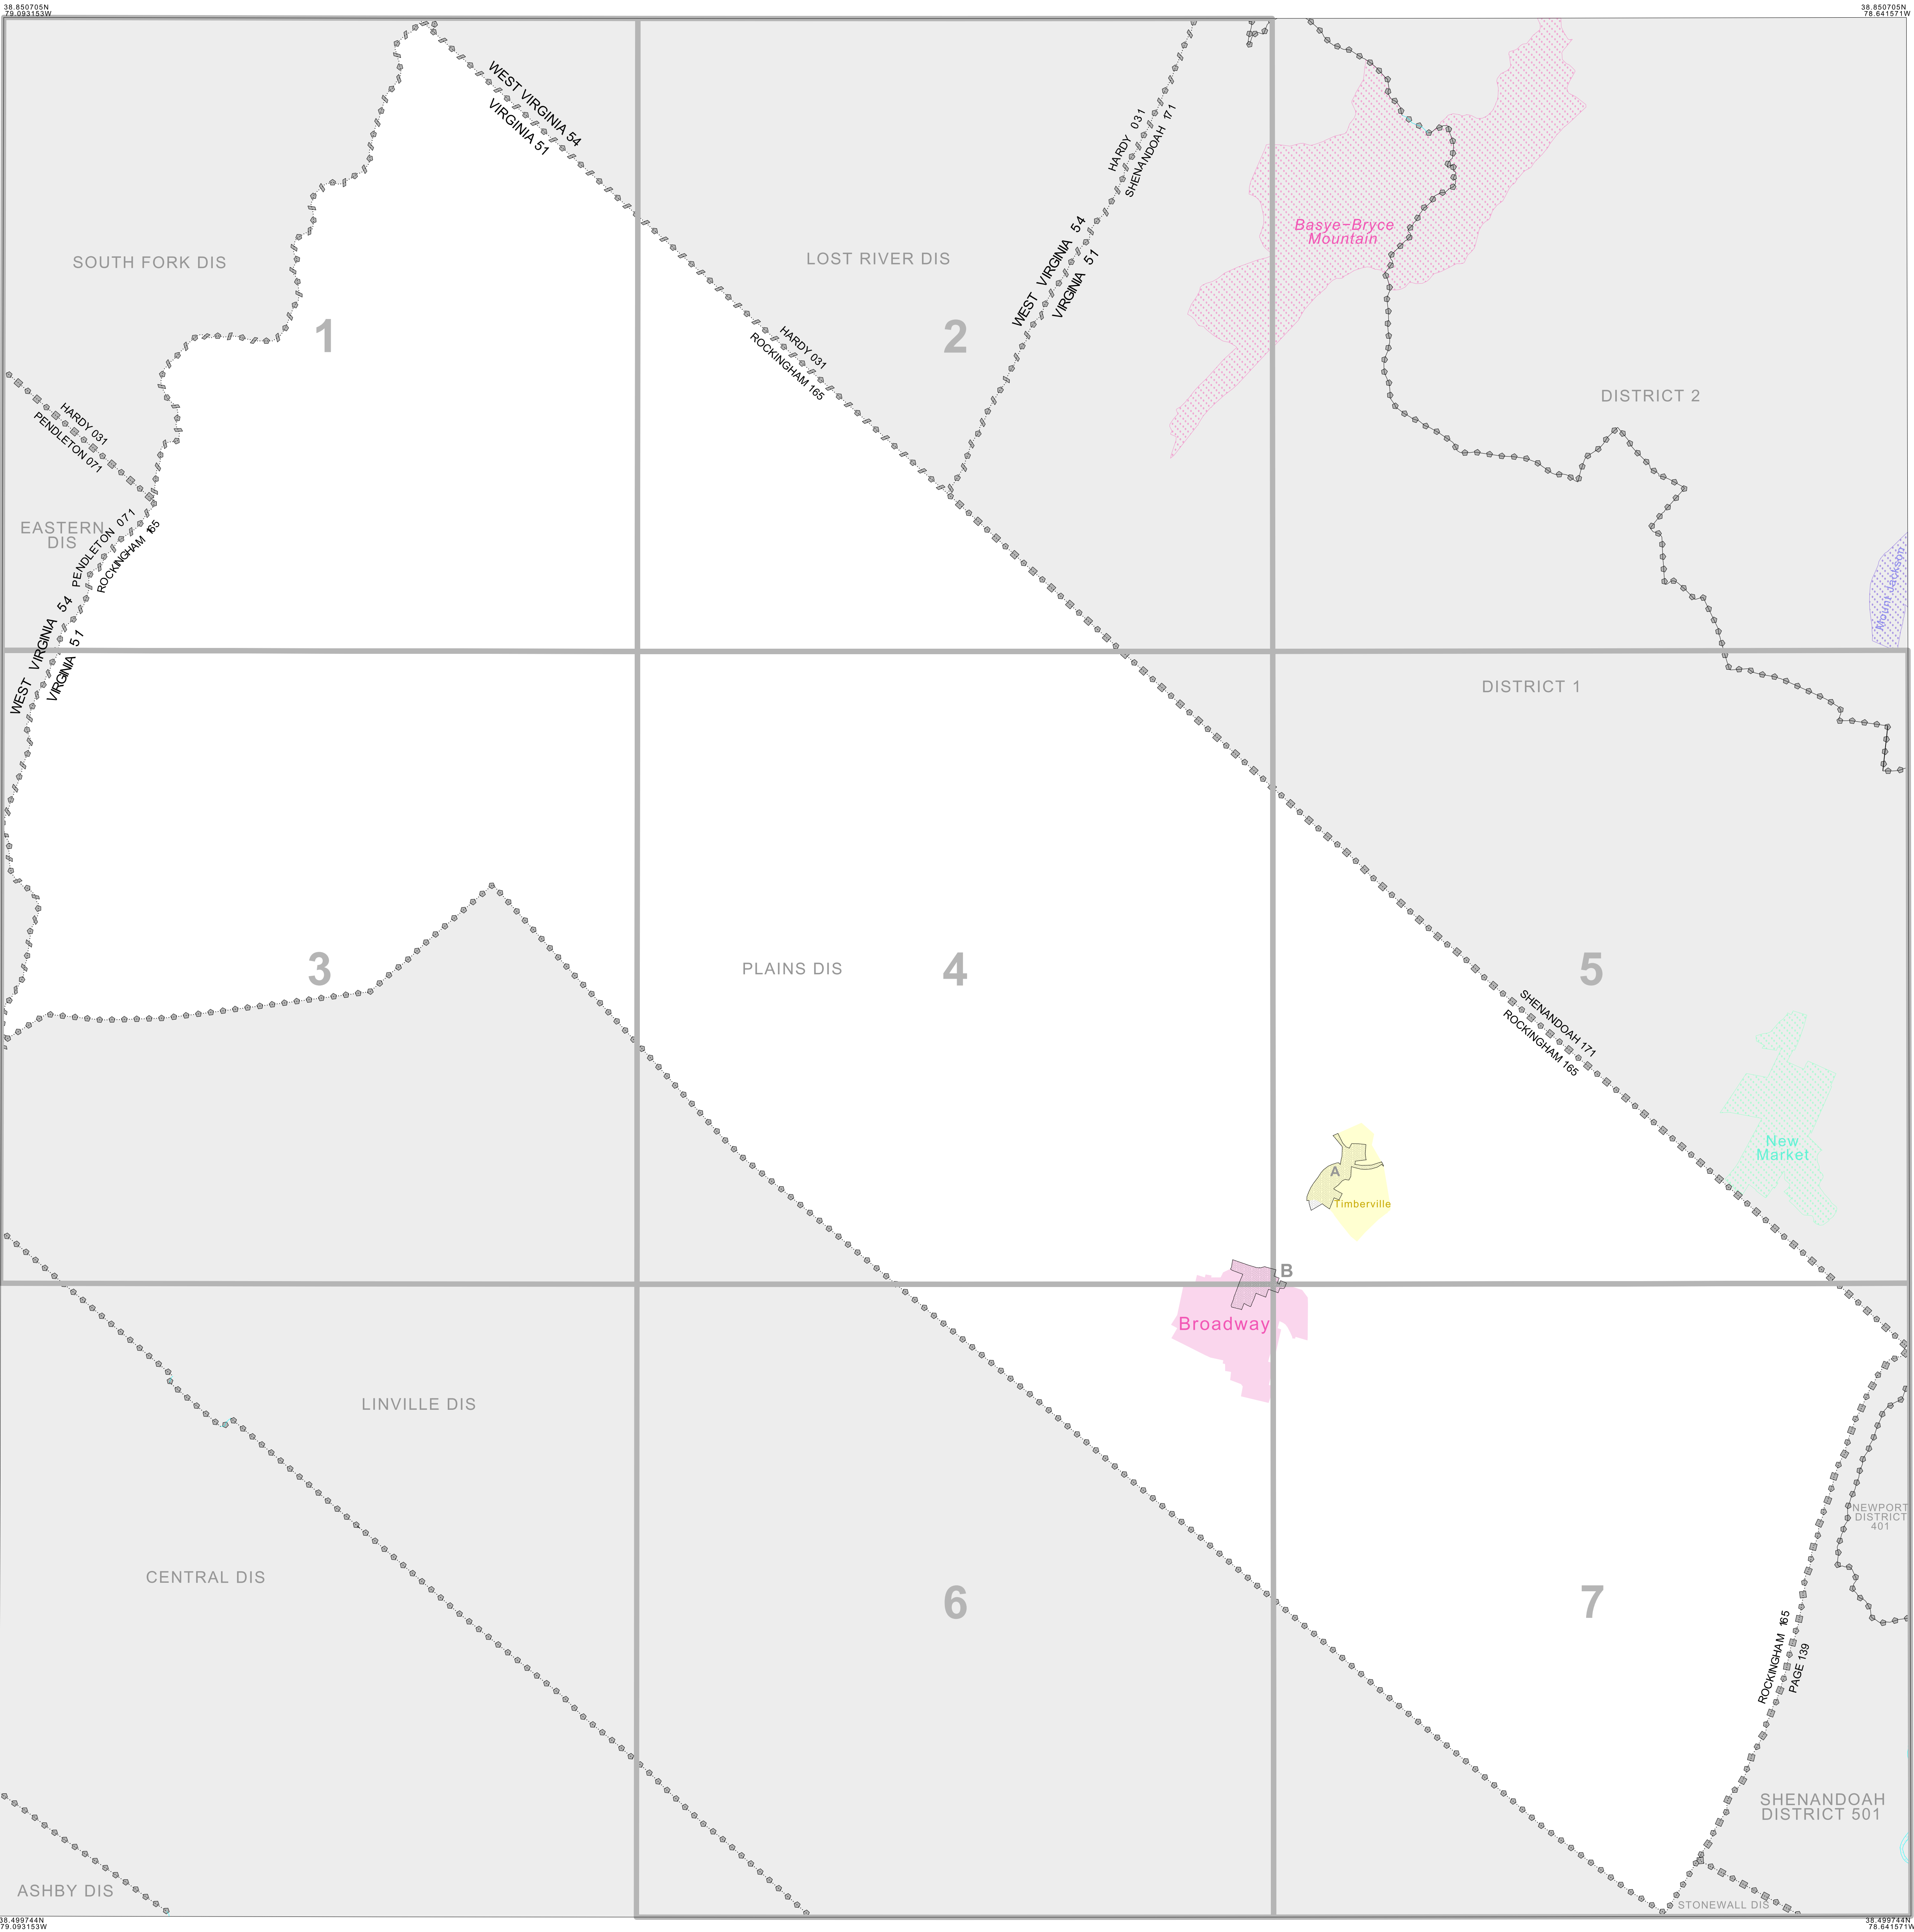 38.850705N
79.093153W
38.850705N
78.641571W
WEST VIRGINIA 54
VIRGINIA 51
HARDY 031
SHENANDOAH 171
Basye-Bryce
Mountain
SOUTH FORK DIS
LOST RIVER DIS
WEST VIRGINIA 54
VIRGINIA 51
1
2
HARDY 031
ROCKINGHAM 165
DISTRICT 2
HARDY 031
PENDLETON 071
EASTERN
DIS
PENDLETON 071
ROCKINGHAM 165
Mount Jackson
WEST VIRGINIA 54
VIRGINIA 51
DISTRICT 1
3
PLAINS DIS
4
5
SHENANDOAH 171
ROCKINGHAM 165
New
Market
A
Timberville
B
Broadway
LINVILLE DIS
NEWPORT
DISTRICT
401
CENTRAL DIS
6
7
ROCKINGHAM 165
PAGE 139
SHENANDOAH
DISTRICT 501
ASHBY DIS
STONEWALL DIS
38.499744N
79.093153W
38.499744N
78.641571W